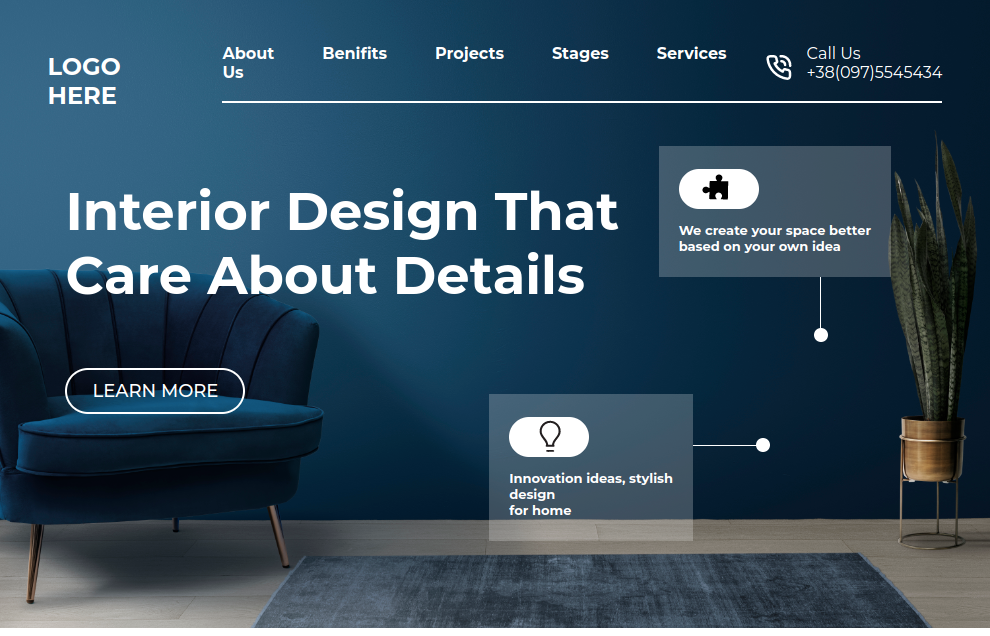 LOGO
HERE
About
Us
Benifits
Projects
Stages
Services
Call Us
+38(097)5545434
Interior Design That
Care About Details
LEARN MORE
We create your space better
based on your own idea
Innovation ideas, stylish
design
for home